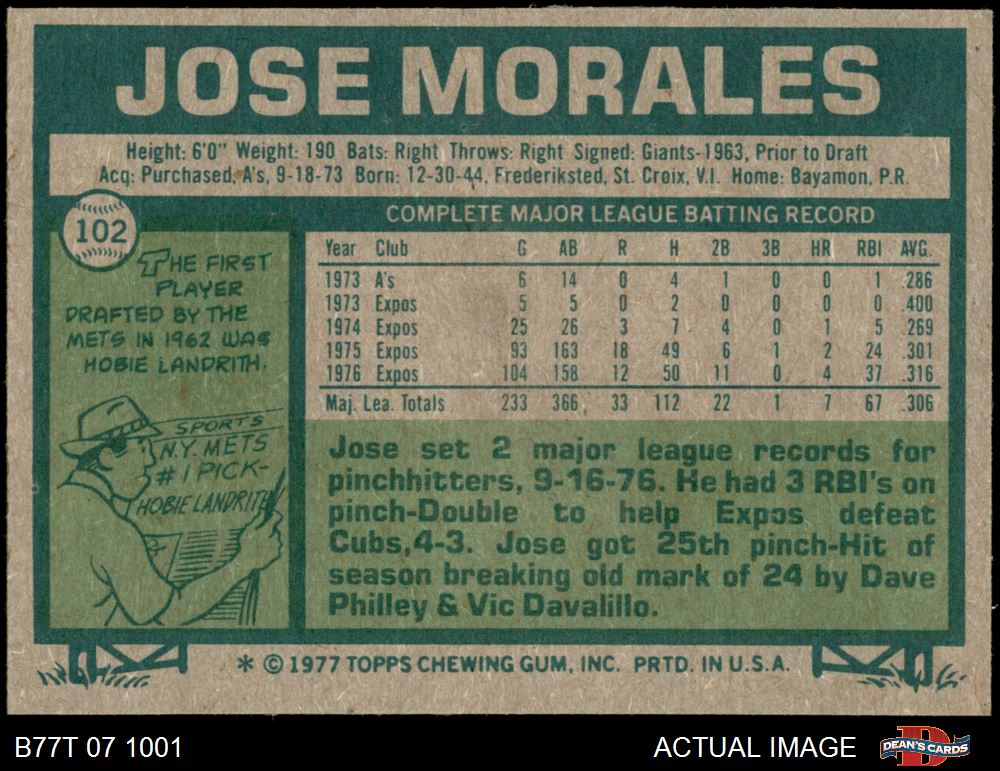 JOSE MORALES
Height: 6'0" Weight: 190 Bats: Right Throws: Right Signed: Giants-1963, Prior to Draft
Acq: Purchased, A's, 9-18-73 Born: 12-30-44, Frederiksted, St. Croix, V.I. Home: Bayamon, P.R.
102
THE FIRST
PLAYER
DRAFTED BY THE
METS IN 1962 WAS
HOBIE LANDRITH.
SPORTS
N.Y. METS
#1 PICK-
HOBIE LANDRITH
COMPLETE MAJOR LEAGUE BATTING RECORD
Year Club G AB R H 2B 3B HR RBI AVG.
1973 A's 6 14 0 4 1 0 0 1 .286
1973 Expos 5 5 0 2 0 0 0 0 .400
1974 Expos 25 26 3 7 4 0 1 5 .269
1975 Expos 93 163 18 49 6 1 2 24 .301
1976 Expos 104 158 12 50 11 0 4 37 .316
Maj. Lea. Totals 233 366 33 112 22 1 7 67 .306
Jose set 2 major league records for
pinchhitters, 9-16-76. He had 3 RBI's on
pinch-Double to help Expos defeat
Cubs,4-3. Jose got 25th pinch-Hit of
season breaking old mark of 24 by Dave
Philley & Vic Davalillo.
* © 1977 TOPPS CHEWING GUM, INC. PRTD. IN U.S.A.
B77T 07 1001
ACTUAL IMAGE
DEAN'S CARDS